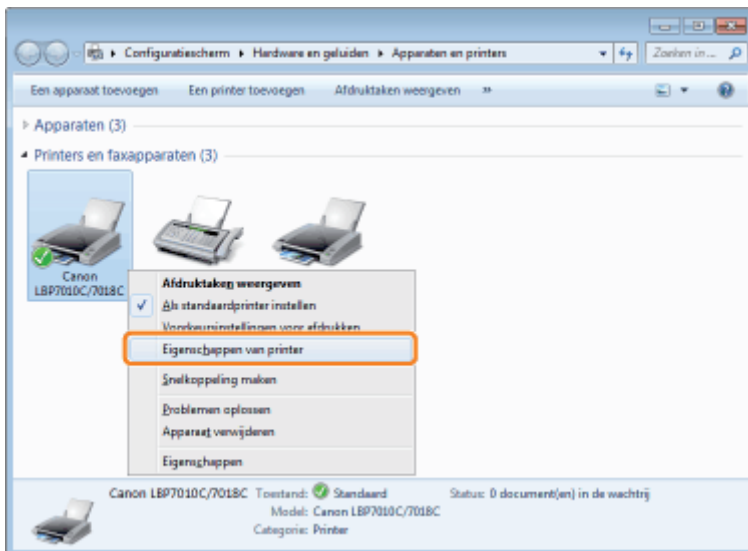 Configuratiescherm ▸ Hardware en geluiden ▸ Apparaten en printers
Zoeken in ...
Een apparaat toevoegen Een printer toevoegen Afdruktaken weergeven »
Apparaten (3)
Printers en faxapparaten (3)
Canon
LBP7010C/7018C
Afdruktaken weergeven
Als standaardprinter instellen
Voorkeursinstellingen voor afdrukken
Eigenschappen van printer
Snelkoppeling maken
Problemen oplossen
Apparaat verwijderen
Eigenschappen
Canon LBP7010C/7018C Toestand: Standaard Status: 0 document(en) in de wachtrij
Model: Canon LBP7010C/7018C
Categorie: Printer